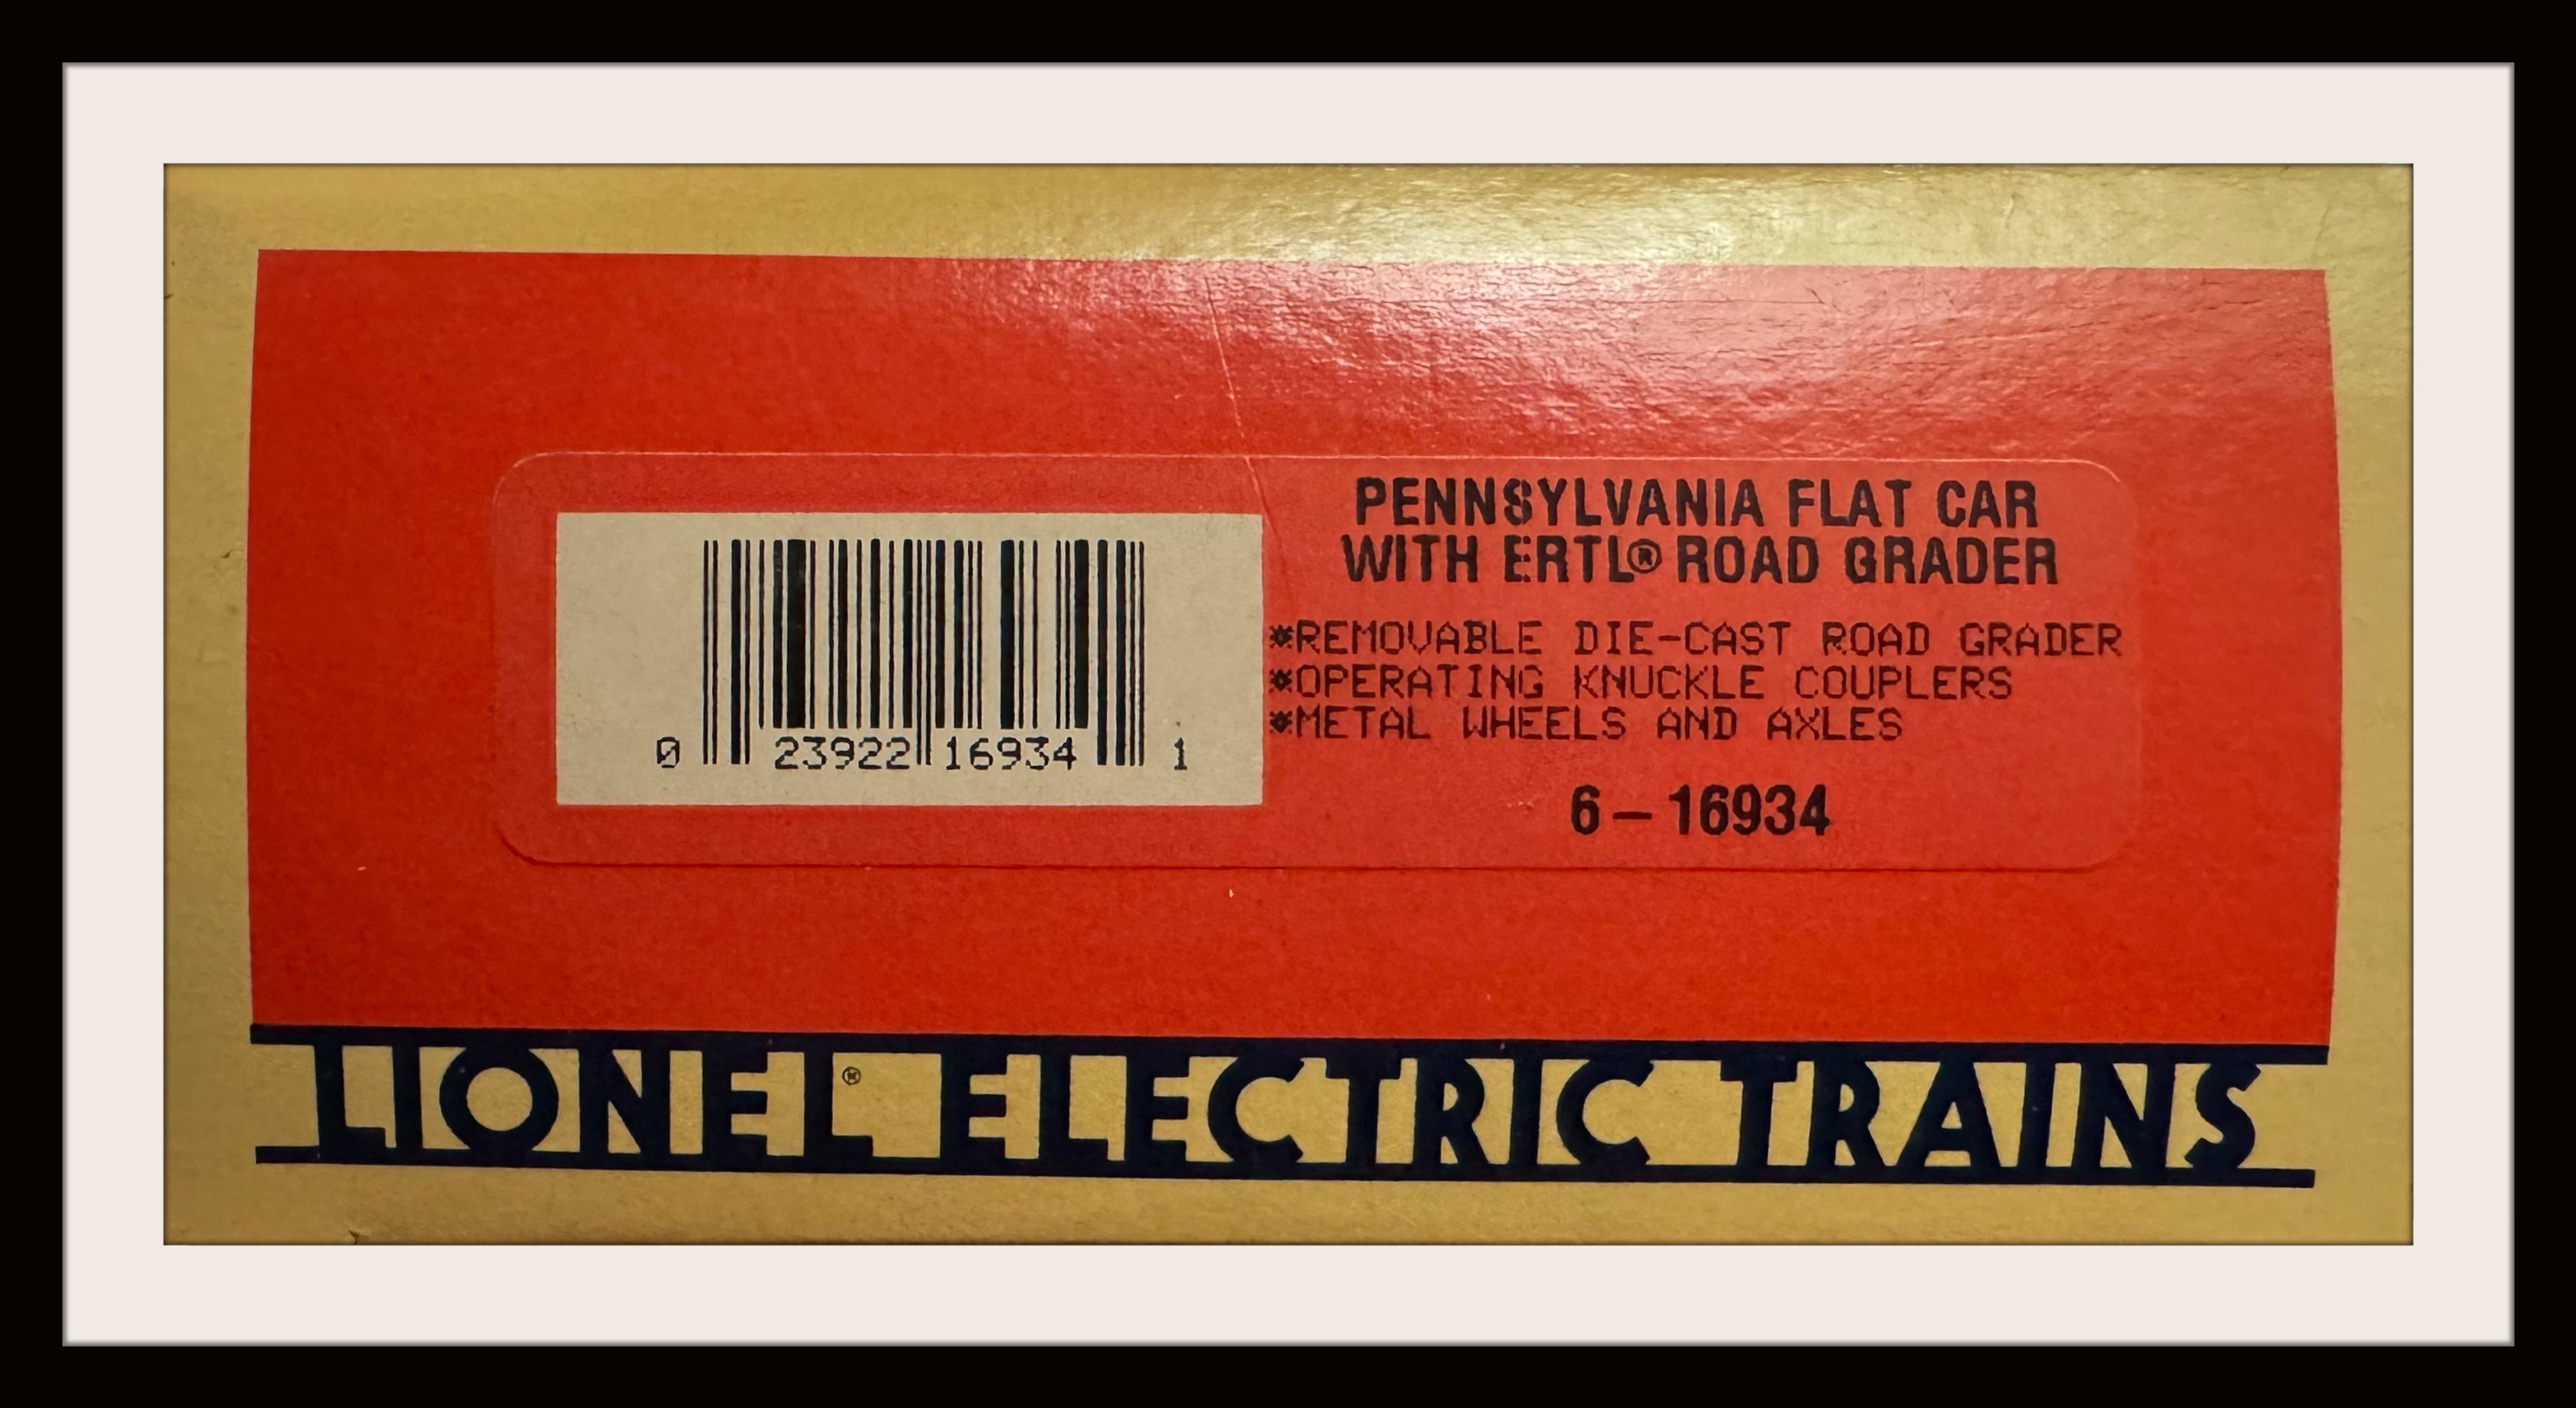 PENNSYLVANIA FLAT CAR
WITH ERTL® ROAD GRADER
*REMOVABLE DIE-CAST ROAD GRADER
*OPERATING KNUCKLE COUPLERS
*METAL WHEELS AND AXLES
6-16934
0 23922 16934 1
LIONEL® ELECTRIC TRAINS